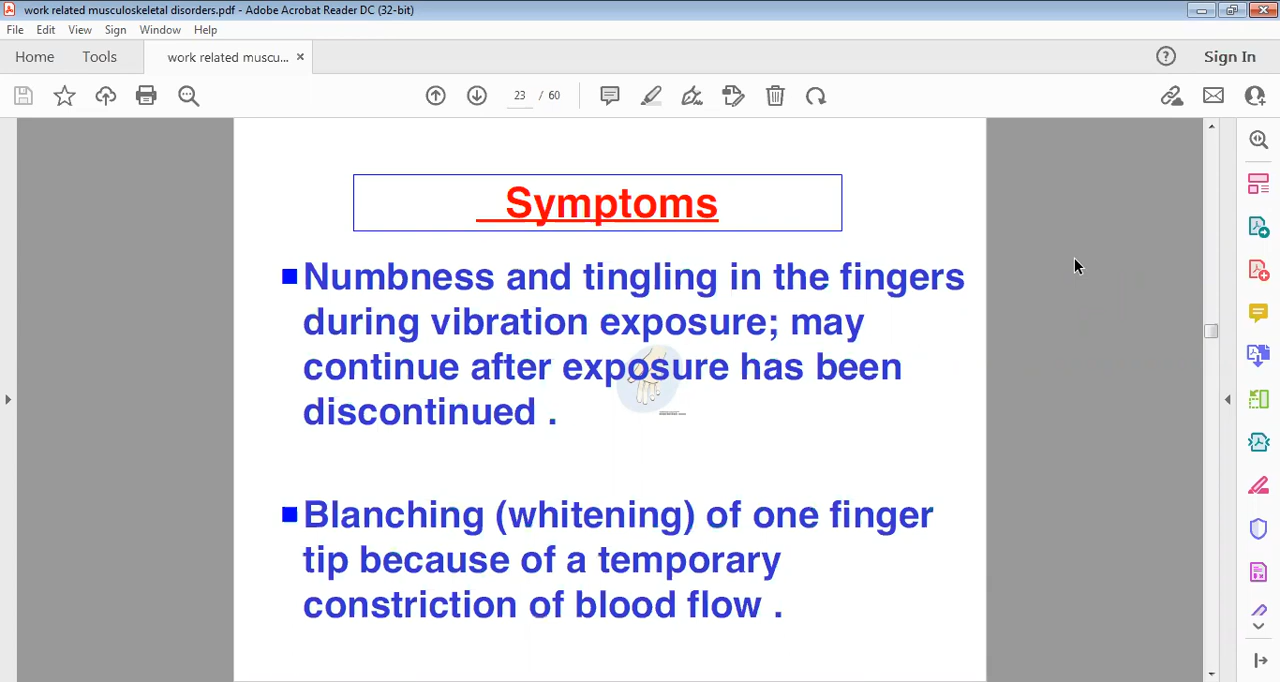 work related musculoskeletal disorders.pdf - Adobe Acrobat Reader DC (32-bit)
File Edit View Sign Window Help
Home Tools work related muscu... Sign In
23 / 60
Symptoms
Numbness and tingling in the fingers
during vibration exposure; may
continue after exposure has been
discontinued .
Blanching (whitening) of one finger
tip because of a temporary
constriction of blood flow .